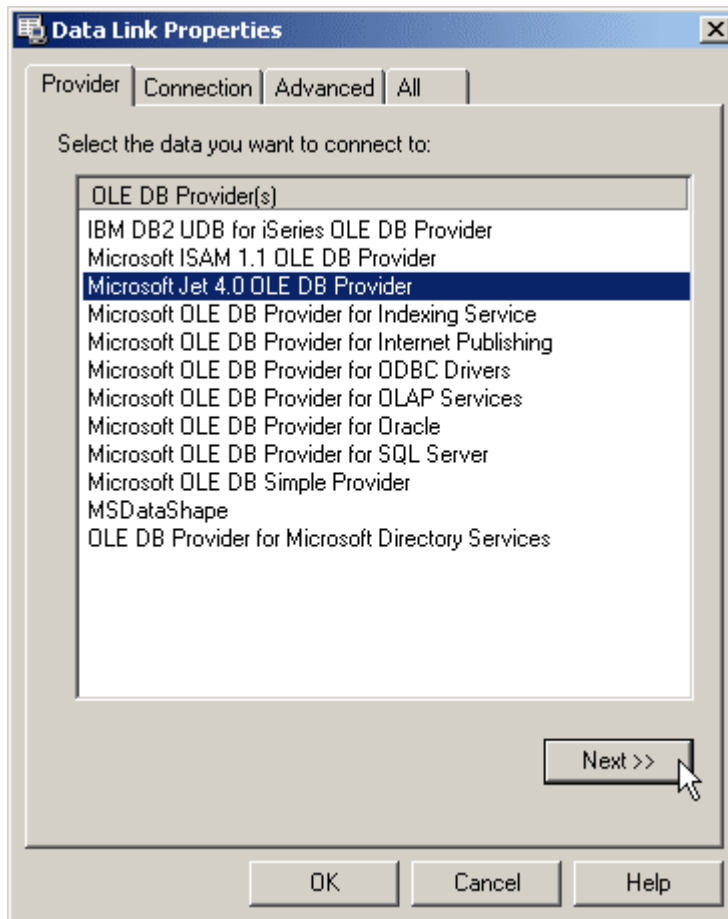 Data Link Properties
Provider Connection Advanced All
Select the data you want to connect to:
OLE DB Provider(s)
IBM DB2 UDB for iSeries OLE DB Provider
Microsoft ISAM 1.1 OLE DB Provider
Microsoft Jet 4.0 OLE DB Provider
Microsoft OLE DB Provider for Indexing Service
Microsoft OLE DB Provider for Internet Publishing
Microsoft OLE DB Provider for ODBC Drivers
Microsoft OLE DB Provider for OLAP Services
Microsoft OLE DB Provider for Oracle
Microsoft OLE DB Provider for SQL Server
Microsoft OLE DB Simple Provider
MSDataShape
OLE DB Provider for Microsoft Directory Services
Next >>
OK Cancel Help